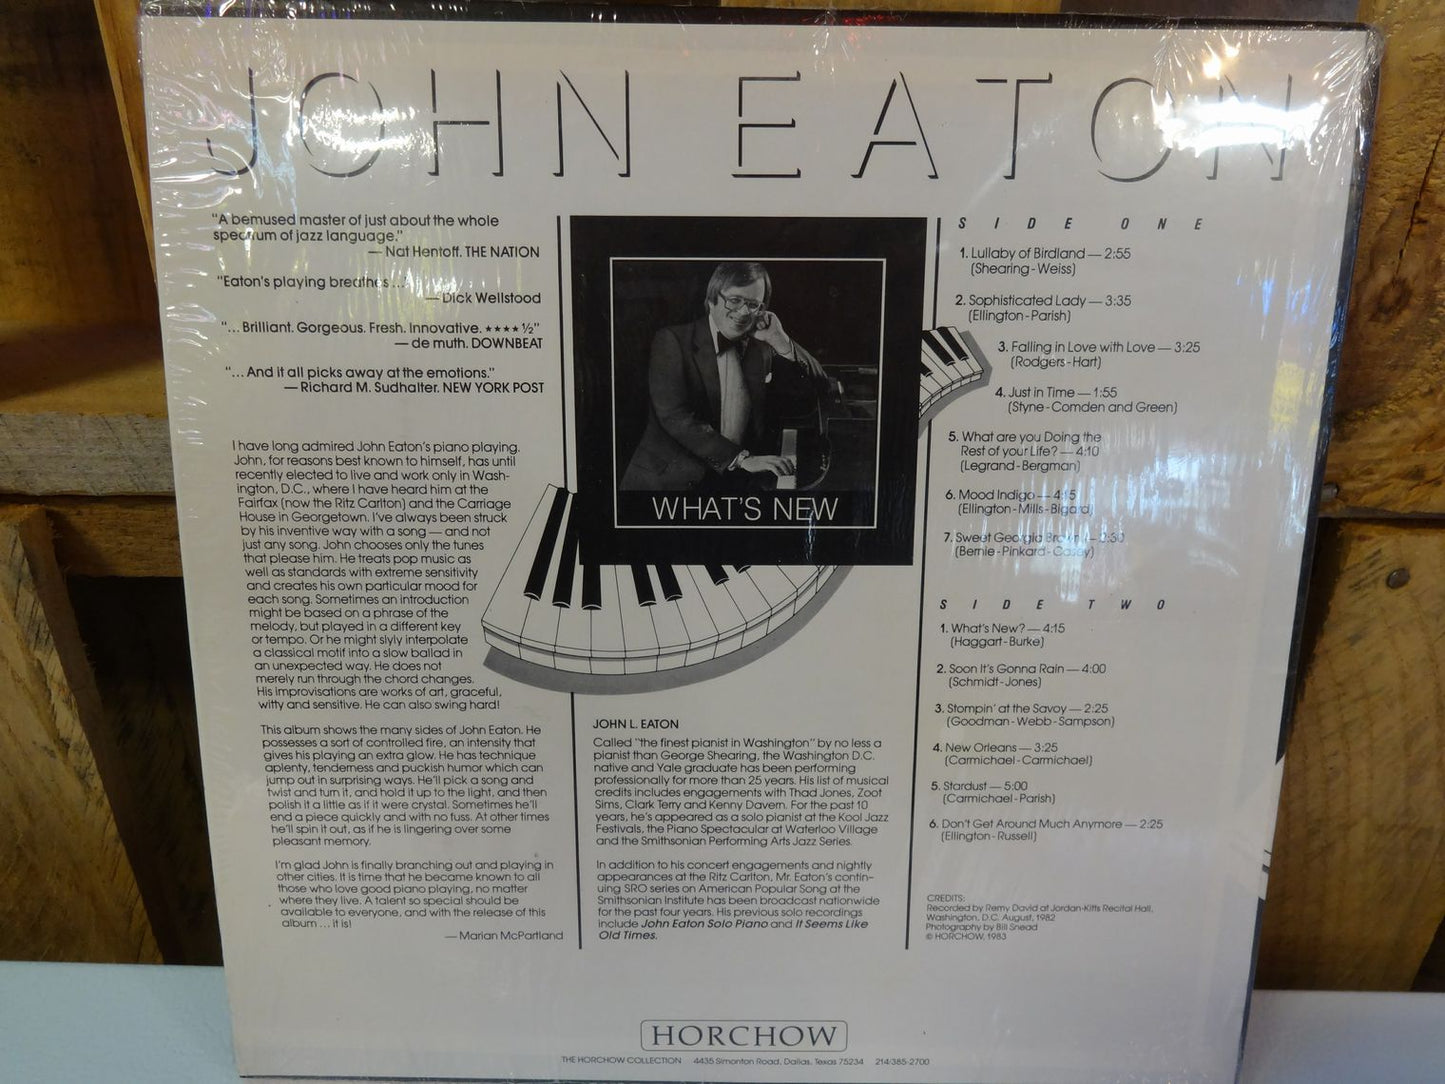 JOHN EATON
"A bemused master of just about the whole
spectrum of jazz language."
— Nat Hentoff. THE NATION
"Eaton's playing breathes ...
— Dick Wellstood
"... Brilliant. Gorgeous. Fresh. Innovative. ★★★★ ½"
— de muth. DOWNBEAT
"... And it all picks away at the emotions."
— Richard M. Sudhalter. NEW YORK POST
I have long admired John Eaton's piano playing.
John, for reasons best known to himself, has until
recently elected to live and work only in Wash-
ington, D.C., where I have heard him at the
Fairfax (now the Ritz Carlton) and the Carriage
House in Georgetown. I've always been struck
by his inventive way with a song — and not
just any song. John chooses only the tunes
that please him. He treats pop music as
well as standards with extreme sensitivity
and creates his own particular mood for
each song. Sometimes an introduction
might be based on a phrase of the
melody, but played in a different key
or tempo. Or he might slyly interpolate
a classical motif into a slow ballad in
an unexpected way. He does not
merely run through the chord changes.
His improvisations are works of art, graceful,
witty and sensitive. He can also swing hard!
This album shows the many sides of John Eaton. He
possesses a sort of controlled fire, an intensity that
gives his playing an extra glow. He has technique
aplenty, tenderness and puckish humor which can
jump out in surprising ways. He'll pick a song and
twist and turn it, and hold it up to the light, and then
polish it a little as if it were crystal. Sometimes he'll
end a piece quickly and with no fuss. At other times
he'll spin it out, as if he is lingering over some
pleasant memory.
I'm glad John is finally branching out and playing in
other cities. It is time that he became known to all
those who love good piano playing, no matter
where they live. A talent so special should be
available to everyone, and with the release of this
album ... it is!
— Marian McPartland
WHAT'S NEW
JOHN L. EATON
Called "the finest pianist in Washington" by no less a
pianist than George Shearing, the Washington D.C.
native and Yale graduate has been performing
professionally for more than 25 years. His list of musical
credits includes engagements with Thad Jones, Zoot
Sims, Clark Terry and Kenny Davern. For the past 10
years, he's appeared as a solo pianist at the Kool Jazz
Festivals, the Piano Spectacular at Waterloo Village
and the Smithsonian Performing Arts Jazz Series.
In addition to his concert engagements and nightly
appearances at the Ritz Carlton, Mr. Eaton's contin-
uing SRO series on American Popular Song at the
Smithsonian Institute has been broadcast nationwide
for the past four years. His previous solo recordings
include John Eaton Solo Piano and It Seems Like
Old Times.
SIDE ONE
1. Lullaby of Birdland — 2:55
(Shearing - Weiss)
2. Sophisticated Lady — 3:35
(Ellington - Parish)
3. Falling in Love with Love — 3:25
(Rodgers - Hart)
4. Just in Time — 1:55
(Styne - Comden and Green)
5. What are you Doing the
Rest of your Life? — 4:10
(Legrand - Bergman)
6. Mood Indigo — 4:15
(Ellington - Mills - Bigard)
7. Sweet Georgia Brown — 3:30
(Bernie - Pinkard - Casey)
SIDE TWO
1. What's New? — 4:15
(Haggart - Burke)
2. Soon It's Gonna Rain — 4:00
(Schmidt - Jones)
3. Stompin' at the Savoy — 2:25
(Goodman - Webb - Sampson)
4. New Orleans — 3:25
(Carmichael - Carmichael)
5. Stardust — 5:00
(Carmichael - Parish)
6. Don't Get Around Much Anymore — 2:25
(Ellington - Russell)
CREDITS:
Recorded by Remy David at Jordan-Kitts Recital Hall,
Washington, D.C. August, 1982
Photography by Bill Snead
© HORCHOW, 1983
HORCHOW
THE HORCHOW COLLECTION 4435 Simonton Road, Dallas, Texas 75234 214/385-2700